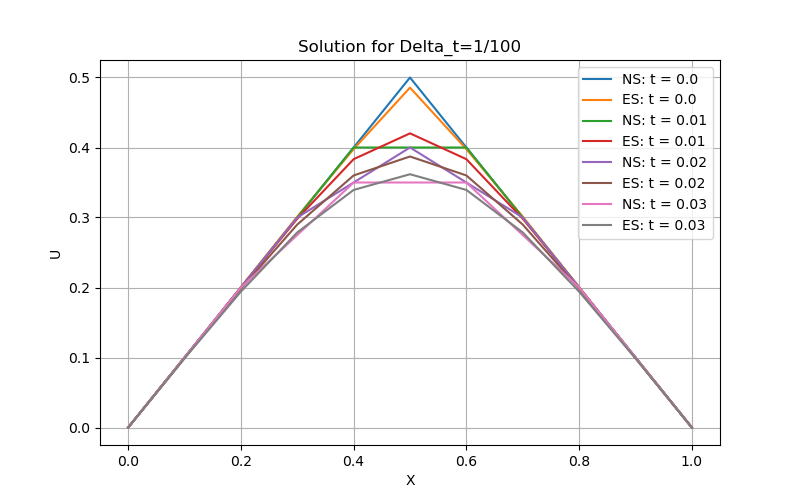 Solution for Delta_t=1/100
NS: t = 0.0
ES: t = 0.0
NS: t = 0.01
ES: t = 0.01
NS: t = 0.02
ES: t = 0.02
NS: t = 0.03
ES: t = 0.03
U
0.5
0.4
0.3
0.2
0.1
0.0
0.0 0.2 0.4 0.6 0.8 1.0
X